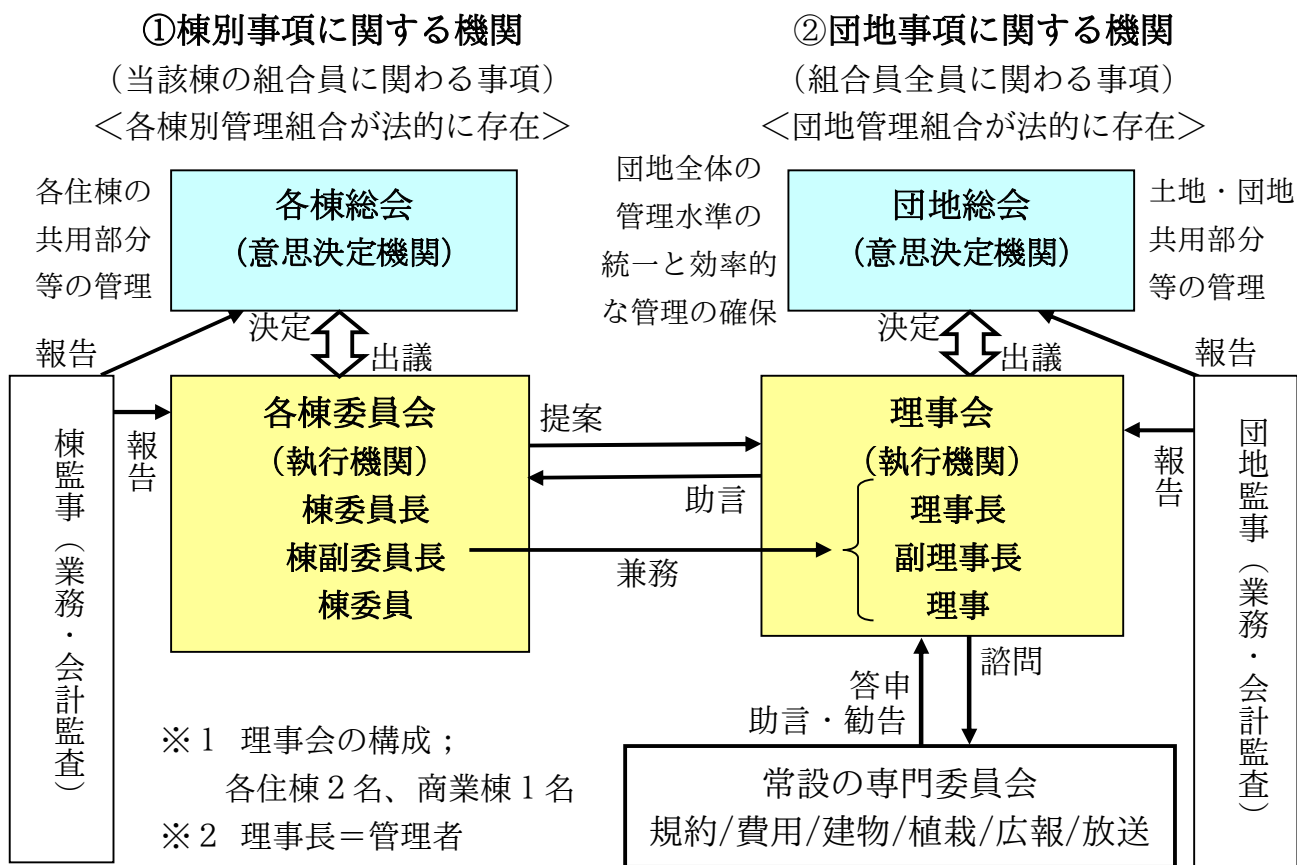 ①棟別事項に関する機関
（当該棟の組合員に関わる事項）
＜各棟別管理組合が法的に存在＞
各住棟の
共用部分
等の管理
各棟総会
（意思決定機関）
決定
出議
報告
棟監事（業務・会計監査）
報告
各棟委員会
（執行機関）
棟委員長
棟副委員長
棟委員
提案
助言
兼務
②団地事項に関する機関
（組合員全員に関わる事項）
＜団地管理組合が法的に存在＞
団地全体の
管理水準の
統一と効率的
な管理の確保
団地総会
（意思決定機関）
土地・団地
共用部分
等の管理
決定
出議
報告
理事会
（執行機関）
理事長
副理事長
理事
報告
団地監事（業務・会計監査）
諮問
答申
助言・勧告
常設の専門委員会
規約/費用/建物/植栽/広報/放送
※１ 理事会の構成；
各住棟２名、商業棟１名
※２ 理事長＝管理者